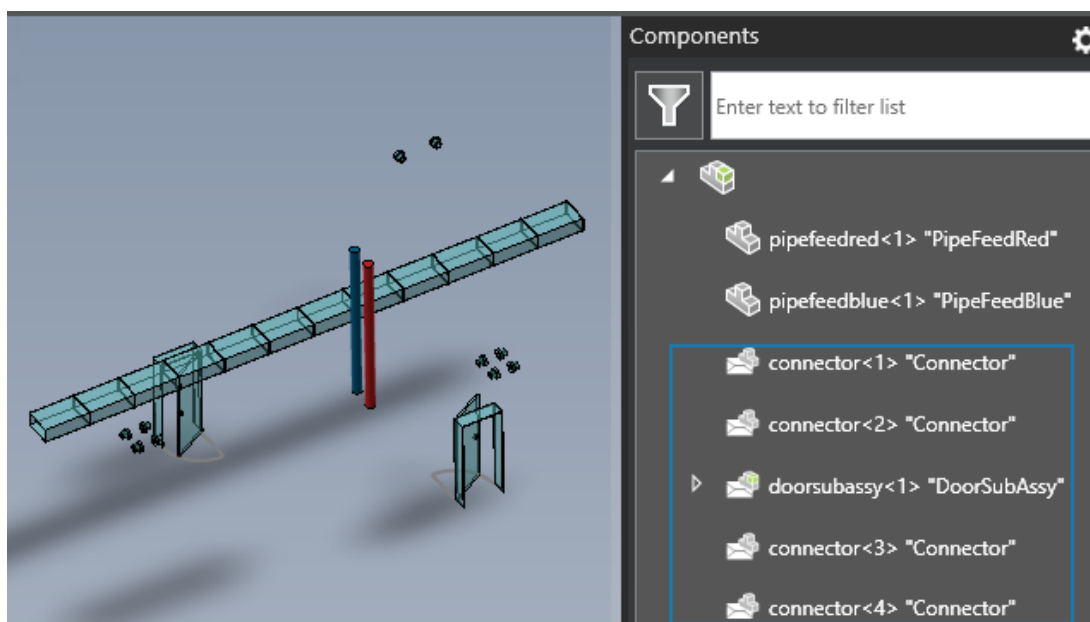 Components
Enter text to filter list
pipefeedred<1> "PipeFeedRed"
pipefeedblue<1> "PipeFeedBlue"
connector<1> "Connector"
connector<2> "Connector"
doorsubassy<1> "DoorSubAssy"
connector<3> "Connector"
connector<4> "Connector"